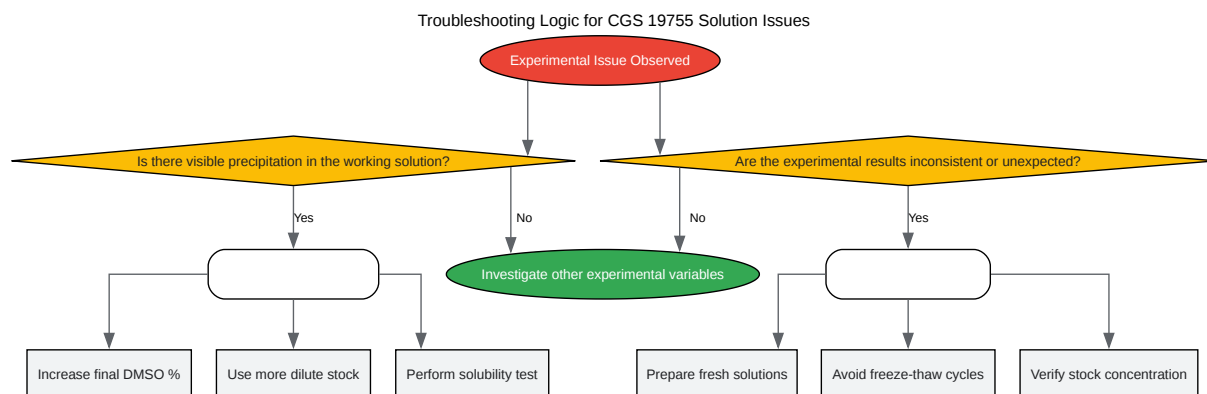 Troubleshooting Logic for CGS 19755 Solution Issues
Experimental Issue Observed
Is there visible precipitation in the working solution?
Are the experimental results inconsistent or unexpected?
Yes
No
No
Yes
Investigate other experimental variables
Increase final DMSO %
Use more dilute stock
Perform solubility test
Prepare fresh solutions
Avoid freeze-thaw cycles
Verify stock concentration